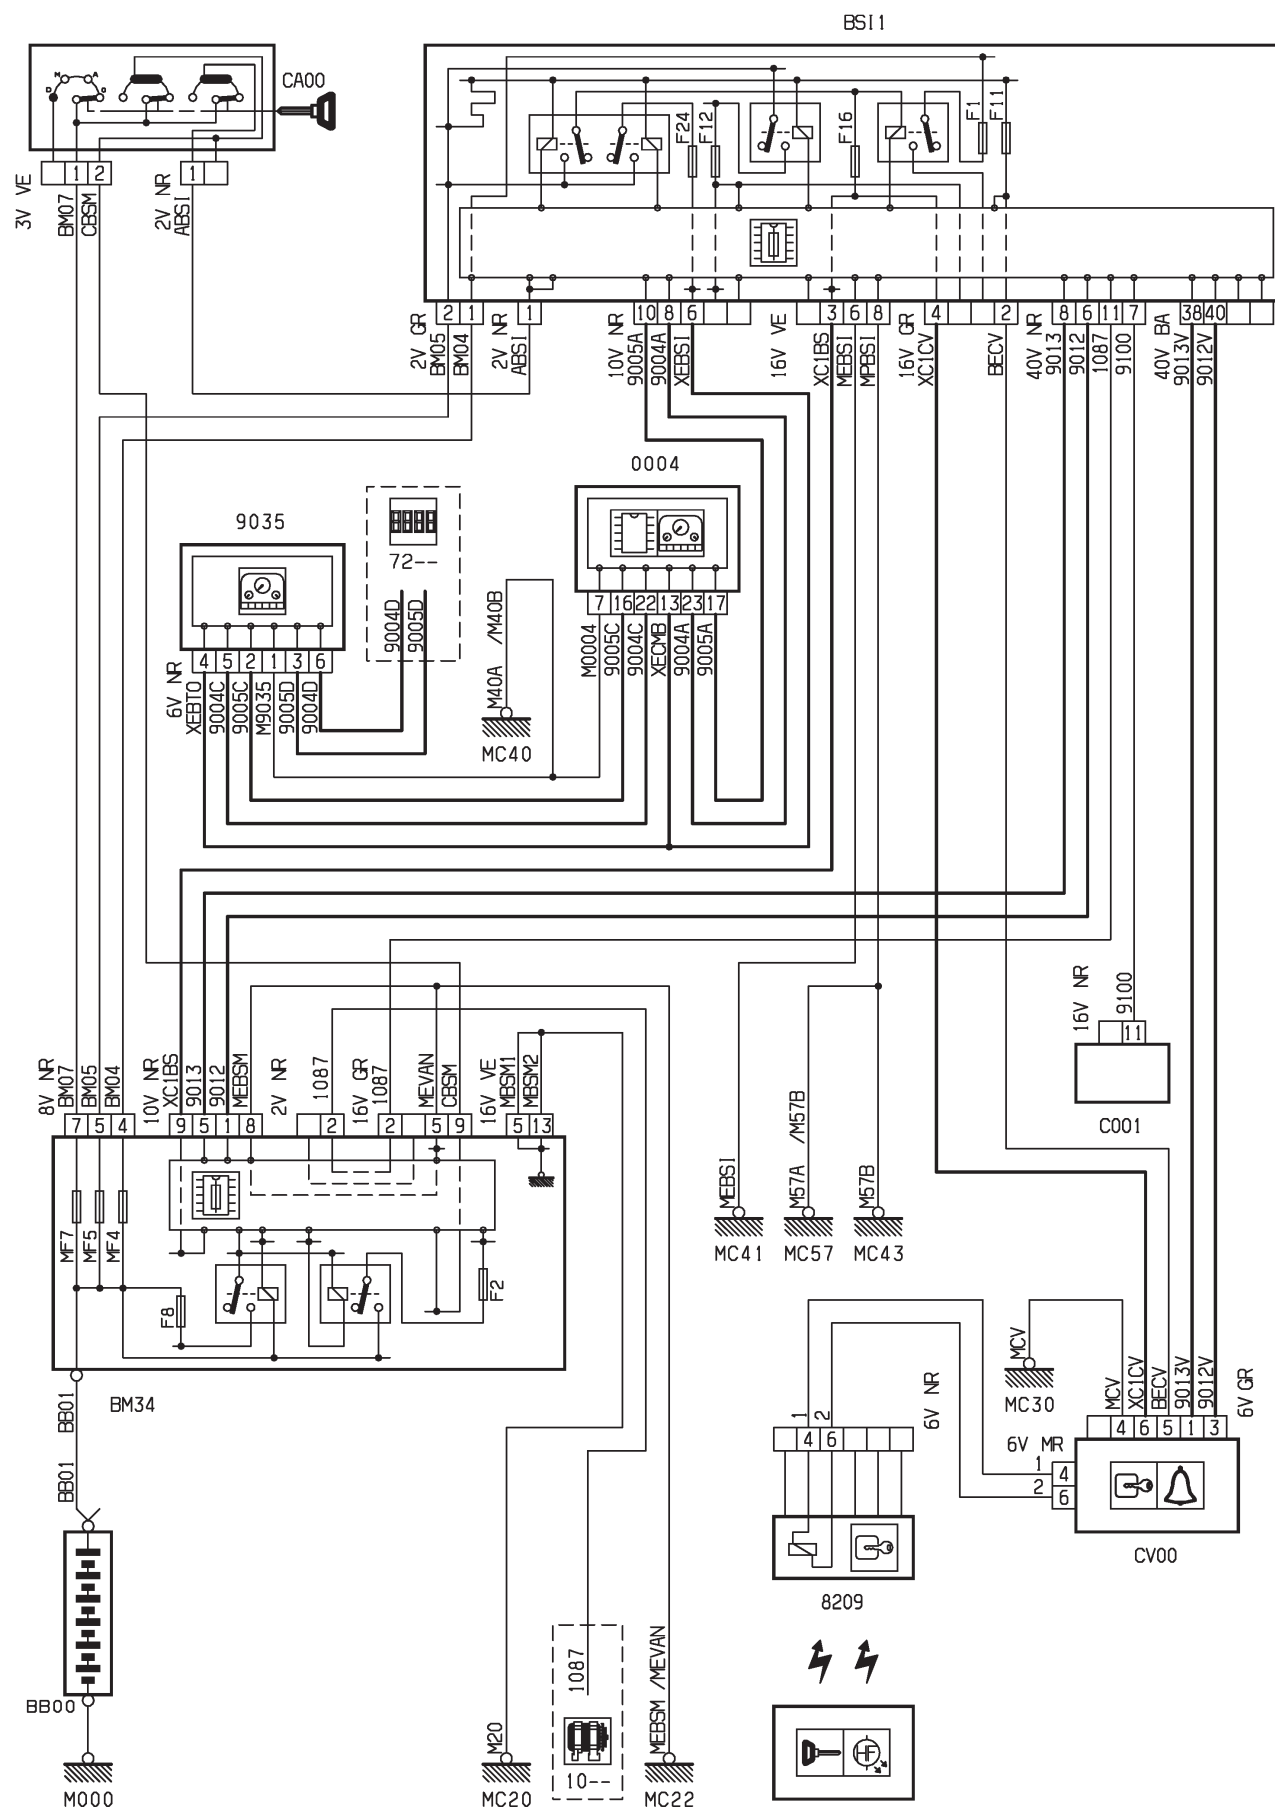 BSI1
CA00
N A
D G
F24
F12
F16
F1
F11
1 2
1
3V VE
BM07
CBSM
2V NR
ABSI
2 1
1
10 8 6
3 6 8
4
2
8 6 11 7
38 40
2V GR
BM05
BM04
2V NR
ABSI
10V NR
9005A
9004A
XEBSI
16V VE
XC1BS
MEBSI
MPBSI
16V GR
XC1CV
BECV
40V NR
9013
9012
1087
9100
40V BA
9013V
9012V
0004
9035
72--
9004D
9005D
M40A /M40B
MC40
7 16 22 13 23 17
M0004
9005C
9004C
XECMB
9004A
9005A
4 5 2 1 3 6
6V NR
XEBTO
9004C
9005C
M9035
9005D
9004D
16V NR
9100
11
C001
8V NR
BM07
BM05
BM04
10V NR
XC1BS
9013
9012
MEBSM
2V NR
1087
16V GR
1087
MEVAN
CBSM
16V VE
MBSM1
MBSM2
7 5 4
9 5 1 8
2
2 5 9
5 13
MF7
MF5
MF4
F8
F2
BM34
MEBSI
M57A /M57B
M57B
MC41
MC57
MC43
MCV
MC30
MCV
XC1CV
BECV
9013V
9012V
6V GR
4 6 5 1 3
6V MR
1
2
4
6
CV00
1
2
6V NR
4 6
8209
HF
BB01
BB01
BB00
M000
M20
MC20
1087
10--
MEBSM /MEVAN
MC22